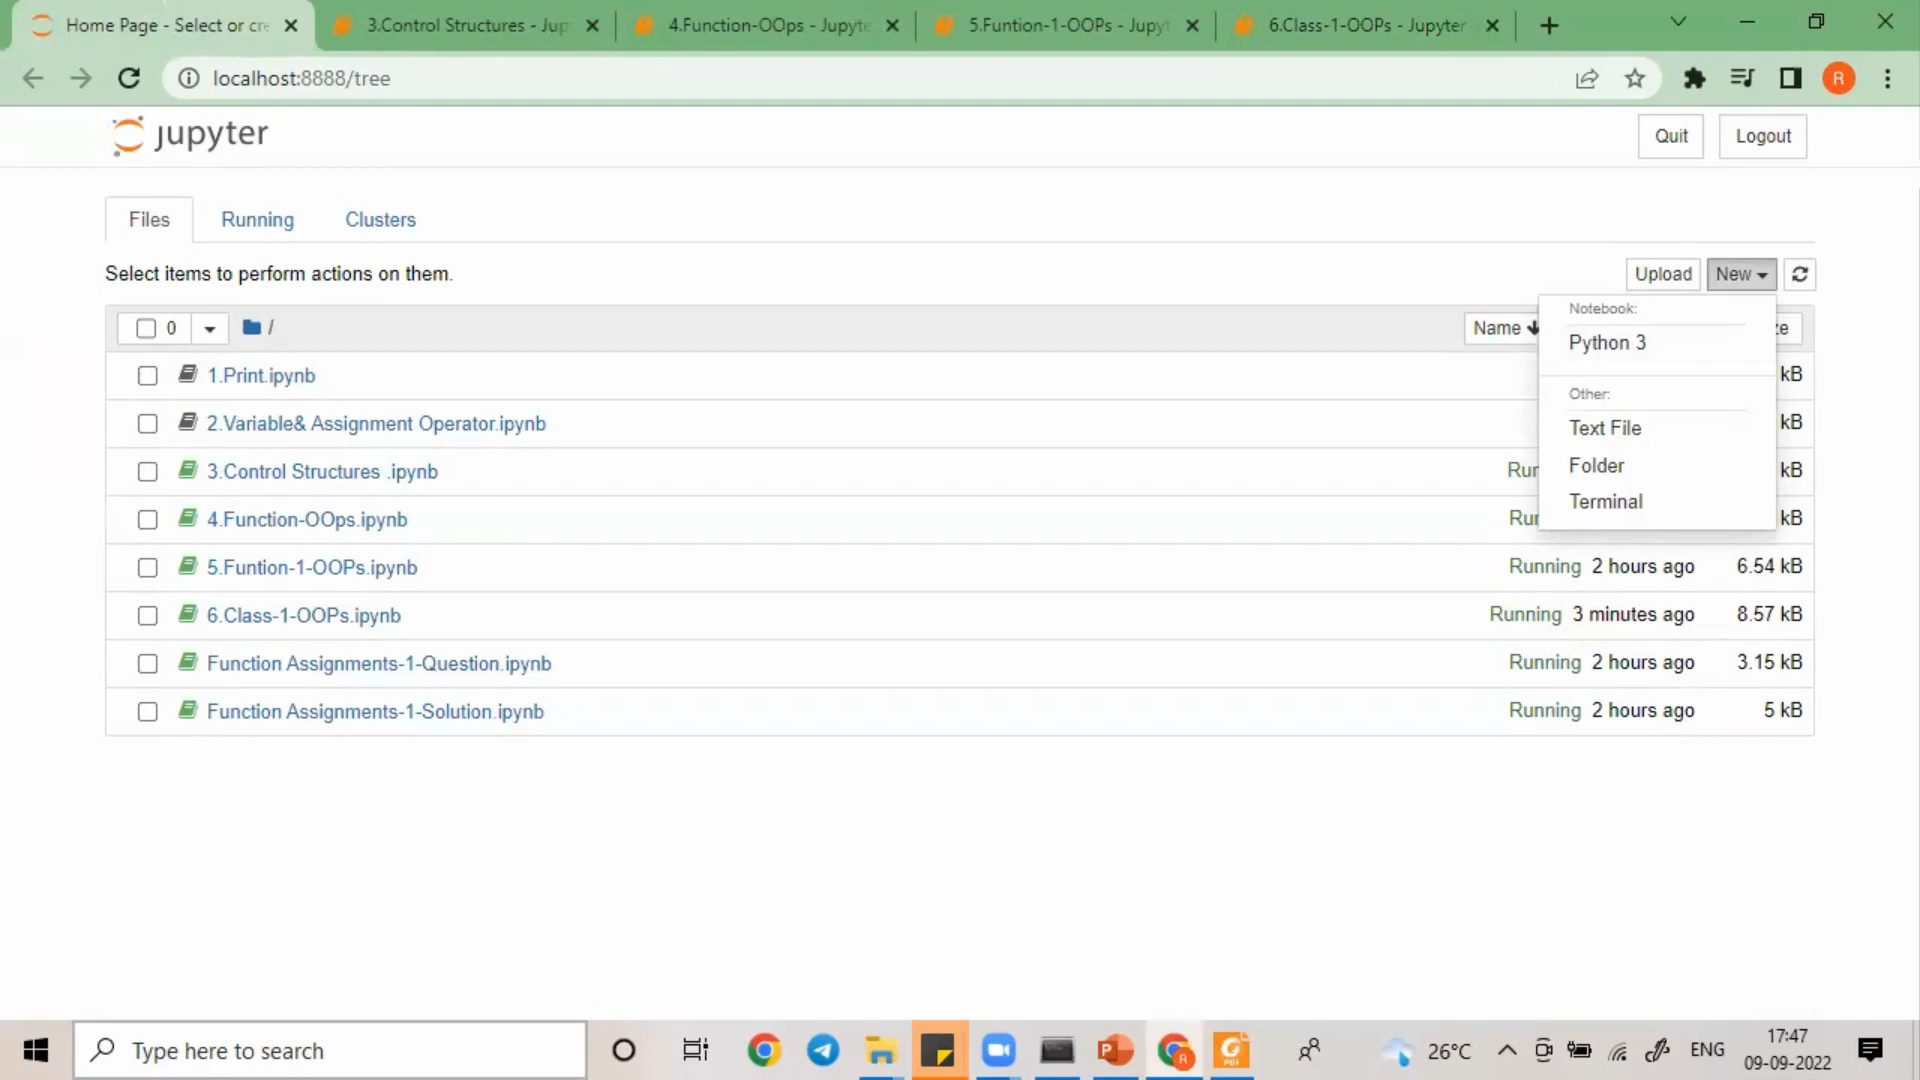 Home Page - Select or cre
3.Control Structures - Jup
4.Function-OOps - Jupyte
5.Funtion-1-OOPs - Jupyt
6.Class-1-OOPs - Jupyter
localhost:8888/tree
R
jupyter
Quit
Logout
Files
Running
Clusters
Select items to perform actions on them.
Upload
New
0
/
Name
ze
Notebook:
Python 3
Other:
Text File
Folder
Terminal
1.Print.ipynb
kB
2.Variable& Assignment Operator.ipynb
kB
3.Control Structures .ipynb
Run
kB
4.Function-OOps.ipynb
Run
kB
5.Funtion-1-OOPs.ipynb
Running 2 hours ago 6.54 kB
6.Class-1-OOPs.ipynb
Running 3 minutes ago 8.57 kB
Function Assignments-1-Question.ipynb
Running 2 hours ago 3.15 kB
Function Assignments-1-Solution.ipynb
Running 2 hours ago 5 kB
Type here to search
P
R
PDF
26°C
ENG
17:47
09-09-2022